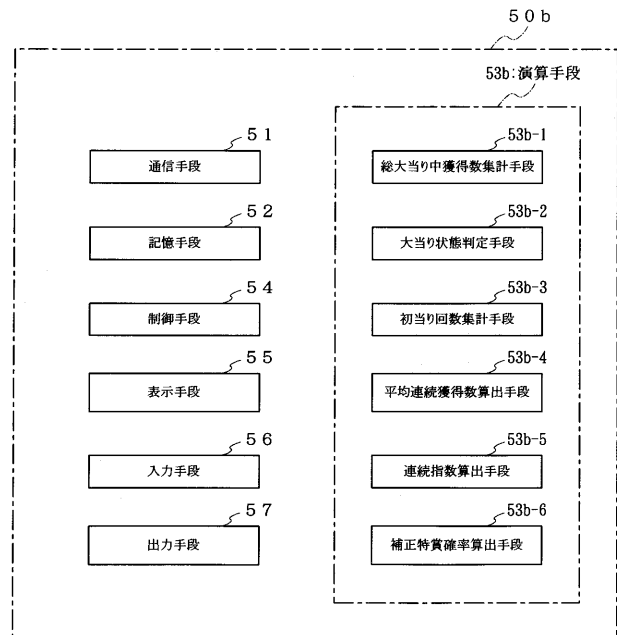 ５０ｂ
53b:演算手段
５１
通信手段
５２
記憶手段
５４
制御手段
５５
表示手段
５６
入力手段
５７
出力手段
53b-1
総大当り中獲得数集計手段
53b-2
大当り状態判定手段
53b-3
初当り回数集計手段
53b-4
平均連続獲得数算出手段
53b-5
連続指数算出手段
53b-6
補正特賞確率算出手段